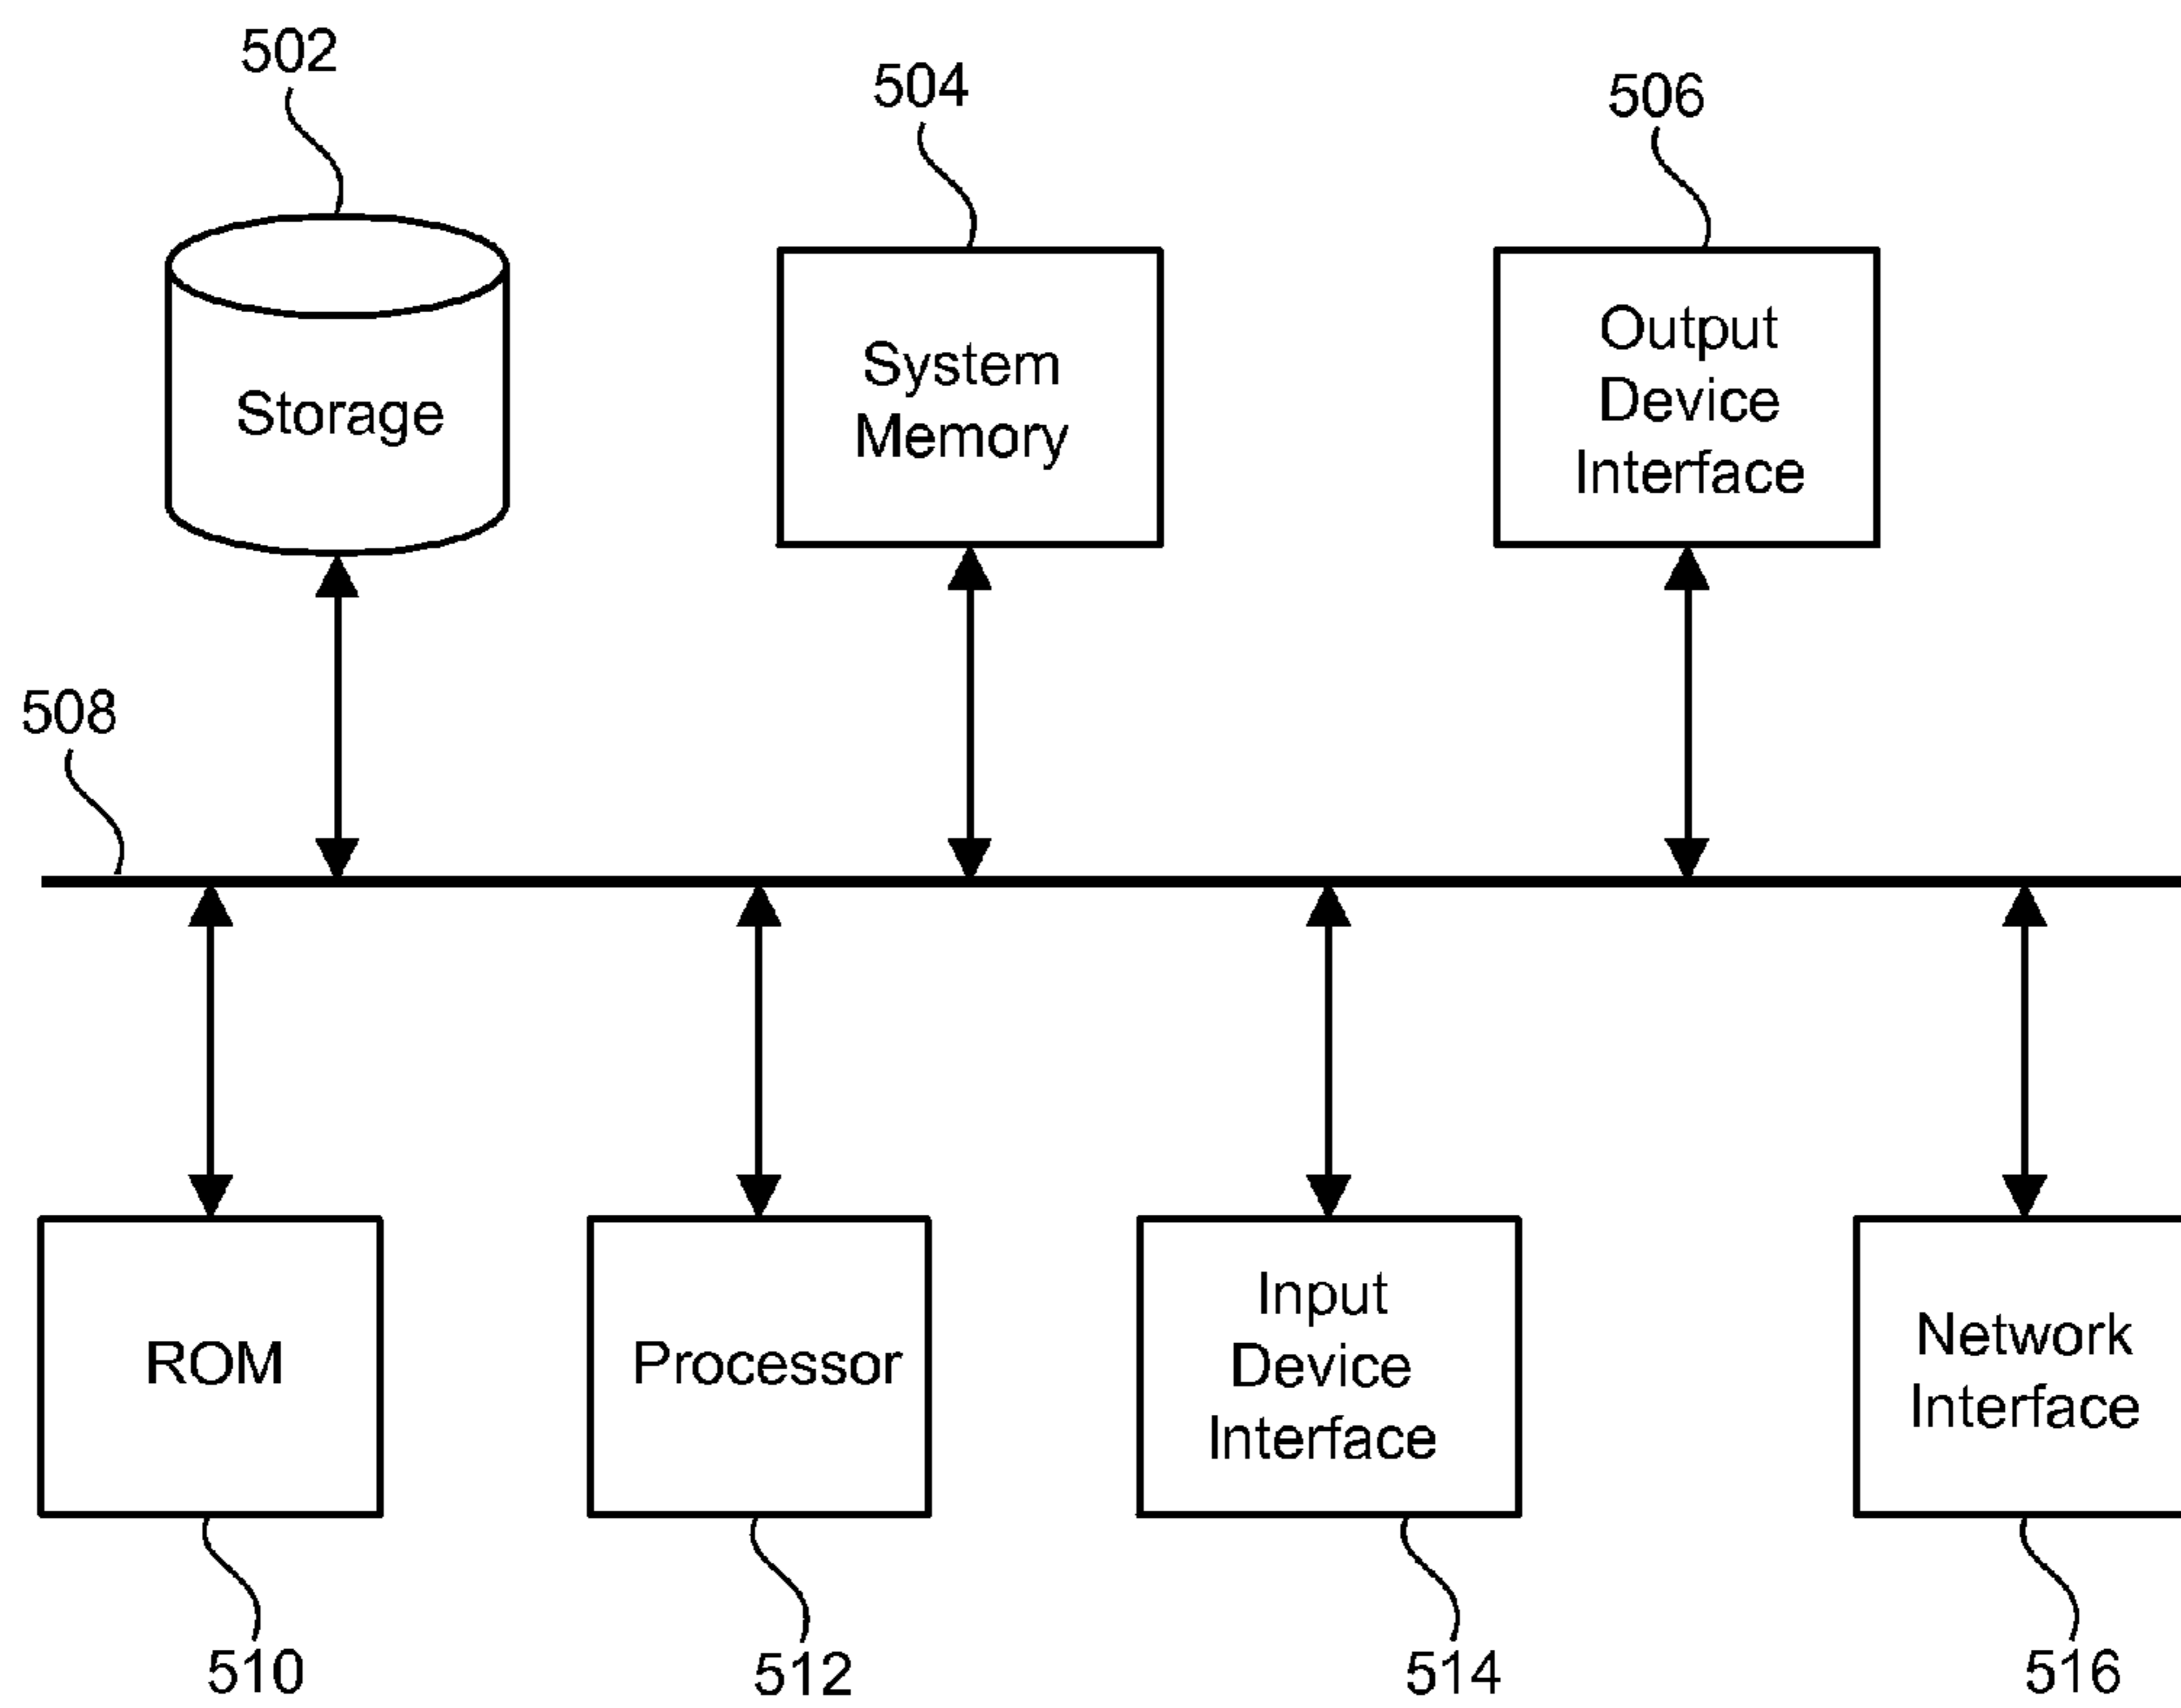 502
504
506
Storage
System
Memory
Output
Device
Interface
508
ROM
Processor
Input
Device
Interface
Network
Interface
510
512
514
516